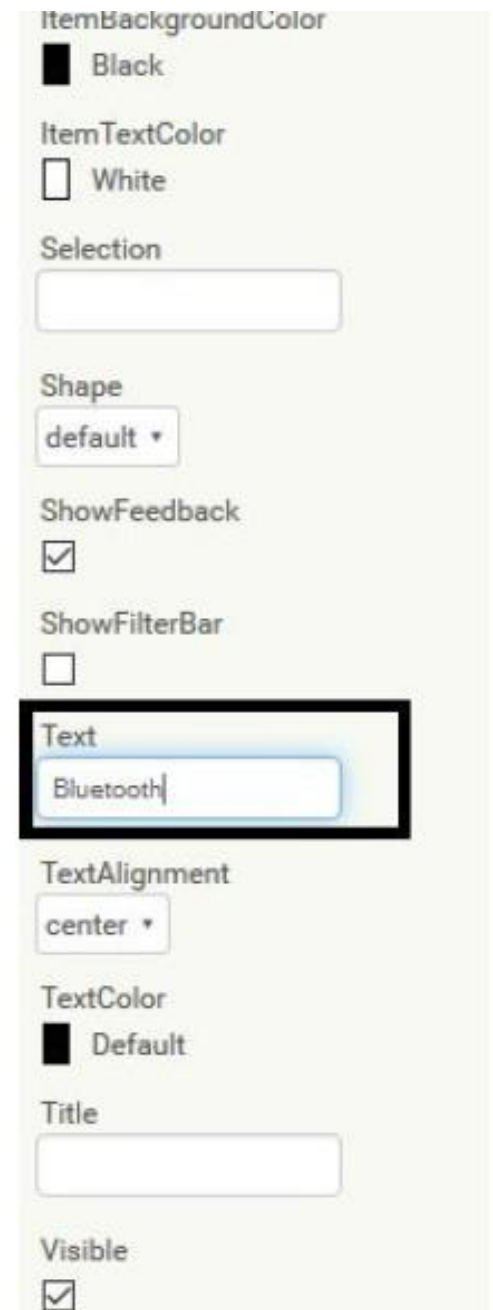 ItemBackgroundColor
Black
ItemTextColor
White
Selection
Shape
default
ShowFeedback
ShowFilterBar
Text
Bluetooth
TextAlignment
center
TextColor
Default
Title
Visible